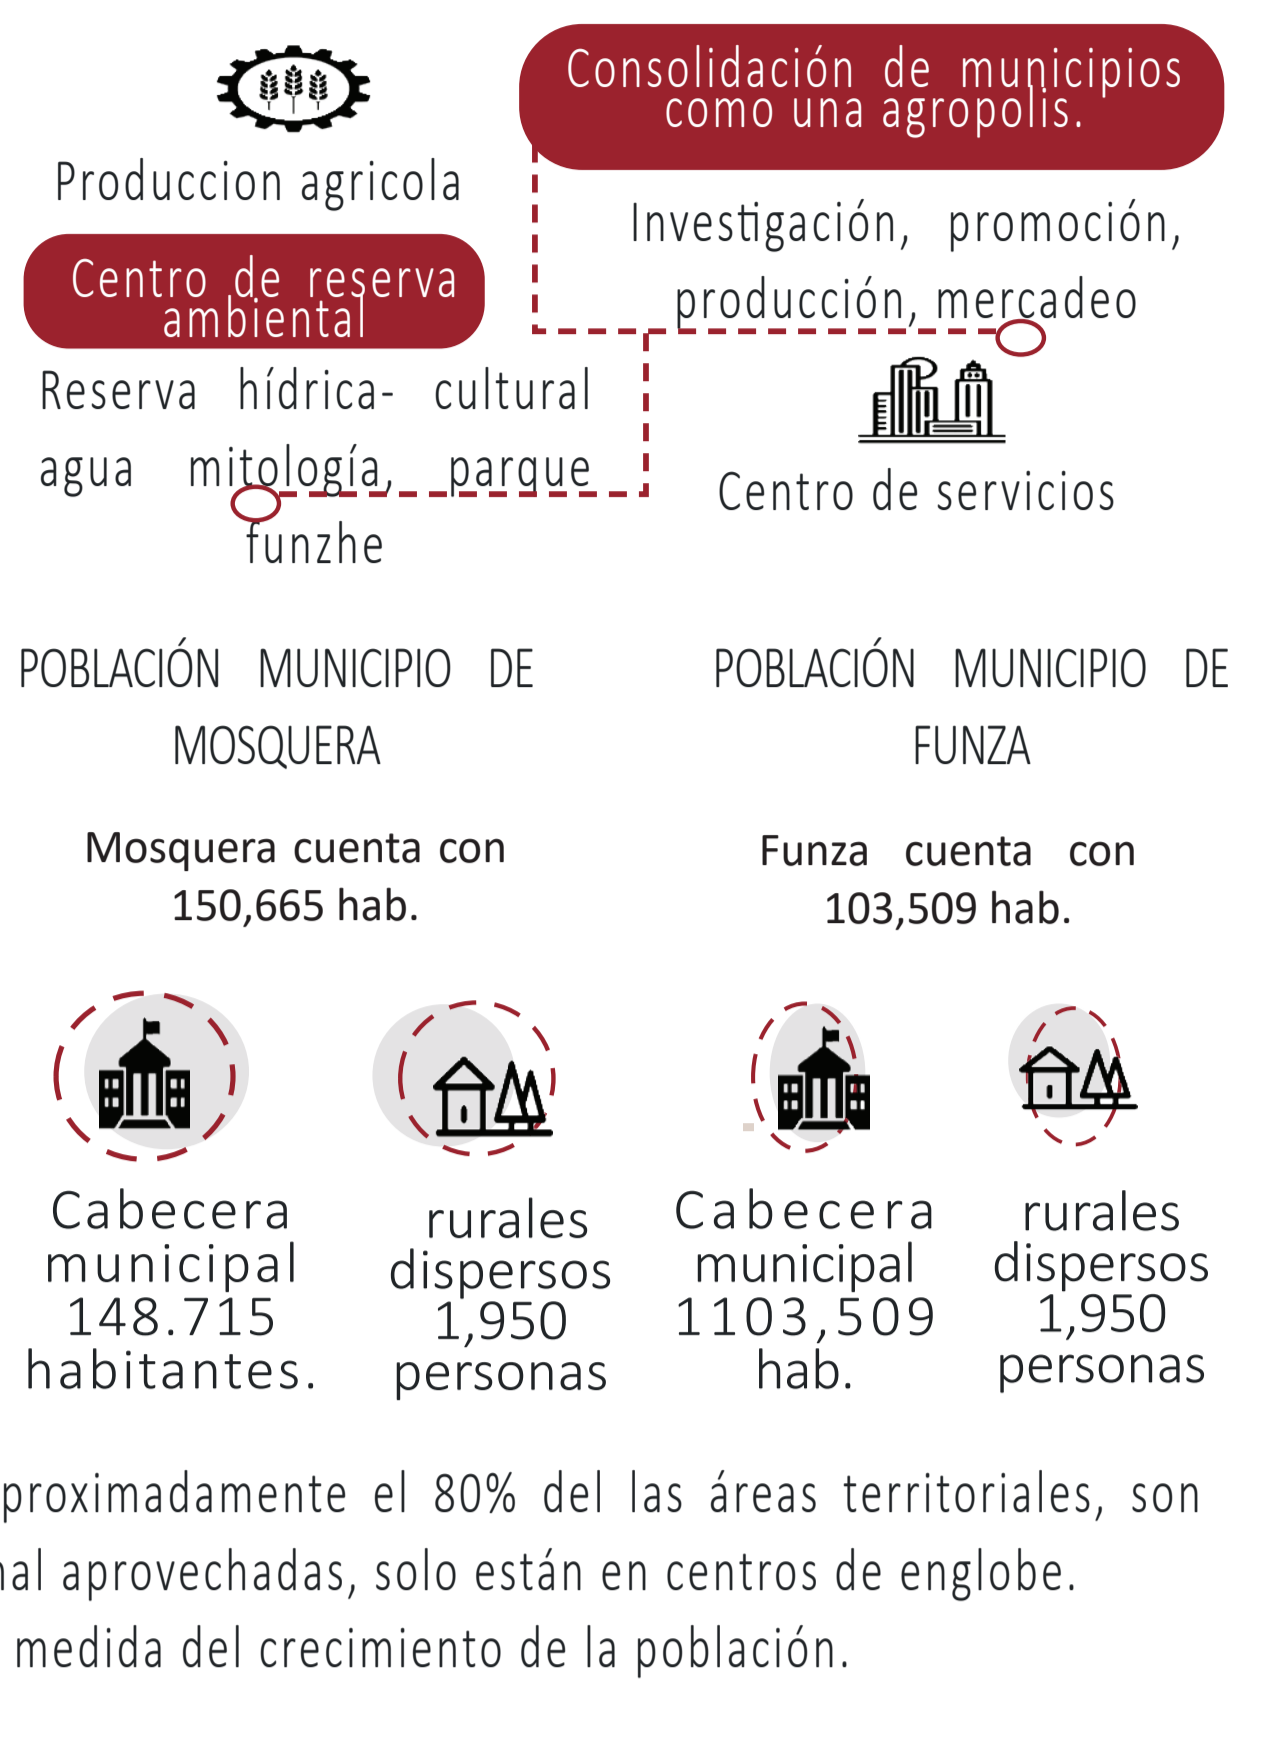 Produccion agricola
Centro de reserva
ambiental
Reserva hídrica- cultural
agua mitología, parque
funzhe
Consolidación de municipios
como una agropolis.
Investigación, promoción,
producción, mercadeo
Centro de servicios
POBLACIÓN MUNICIPIO DE
MOSQUERA
Mosquera cuenta con
150,665 hab.
Cabecera
municipal
148.715
habitantes.
rurales
dispersos
1,950
personas
POBLACIÓN MUNICIPIO DE
FUNZA
Funza cuenta con
103,509 hab.
Cabecera
municipal
1103,509
hab.
rurales
dispersos
1,950
personas
proximadamente el 80% del las áreas territoriales, son
nal aprovechadas, solo están en centros de englobe.
medida del crecimiento de la población.